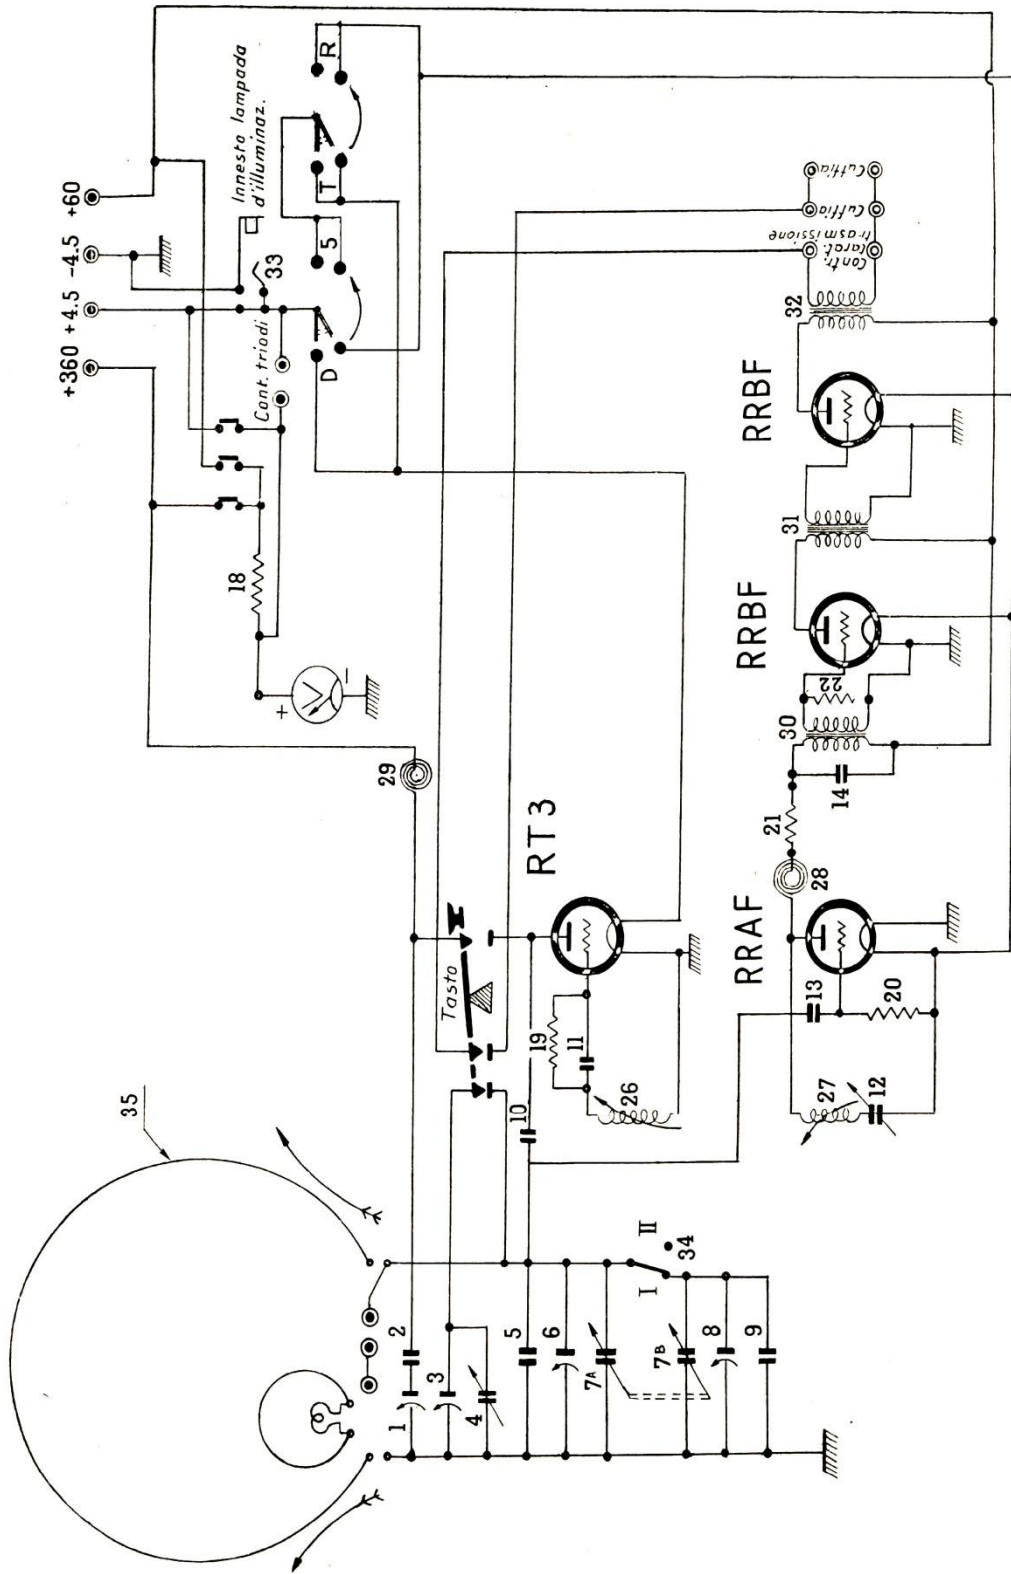 +360
+4.5
-4.5
+60
Innesto lampada
d'illuminaz.
33
Cont. triodi
18
+
V
-
D
5
T
R
29
35
Tasto
RT3
19
11
10
26
1
2
3
4
5
6
7A
I
II
34
7B
8
9
RRAF
RRBF
RRBF
13
20
27
12
28
21
14
30
22
31
32
Contr.
tarat.
trasmissione
Cuffia
Cuffia